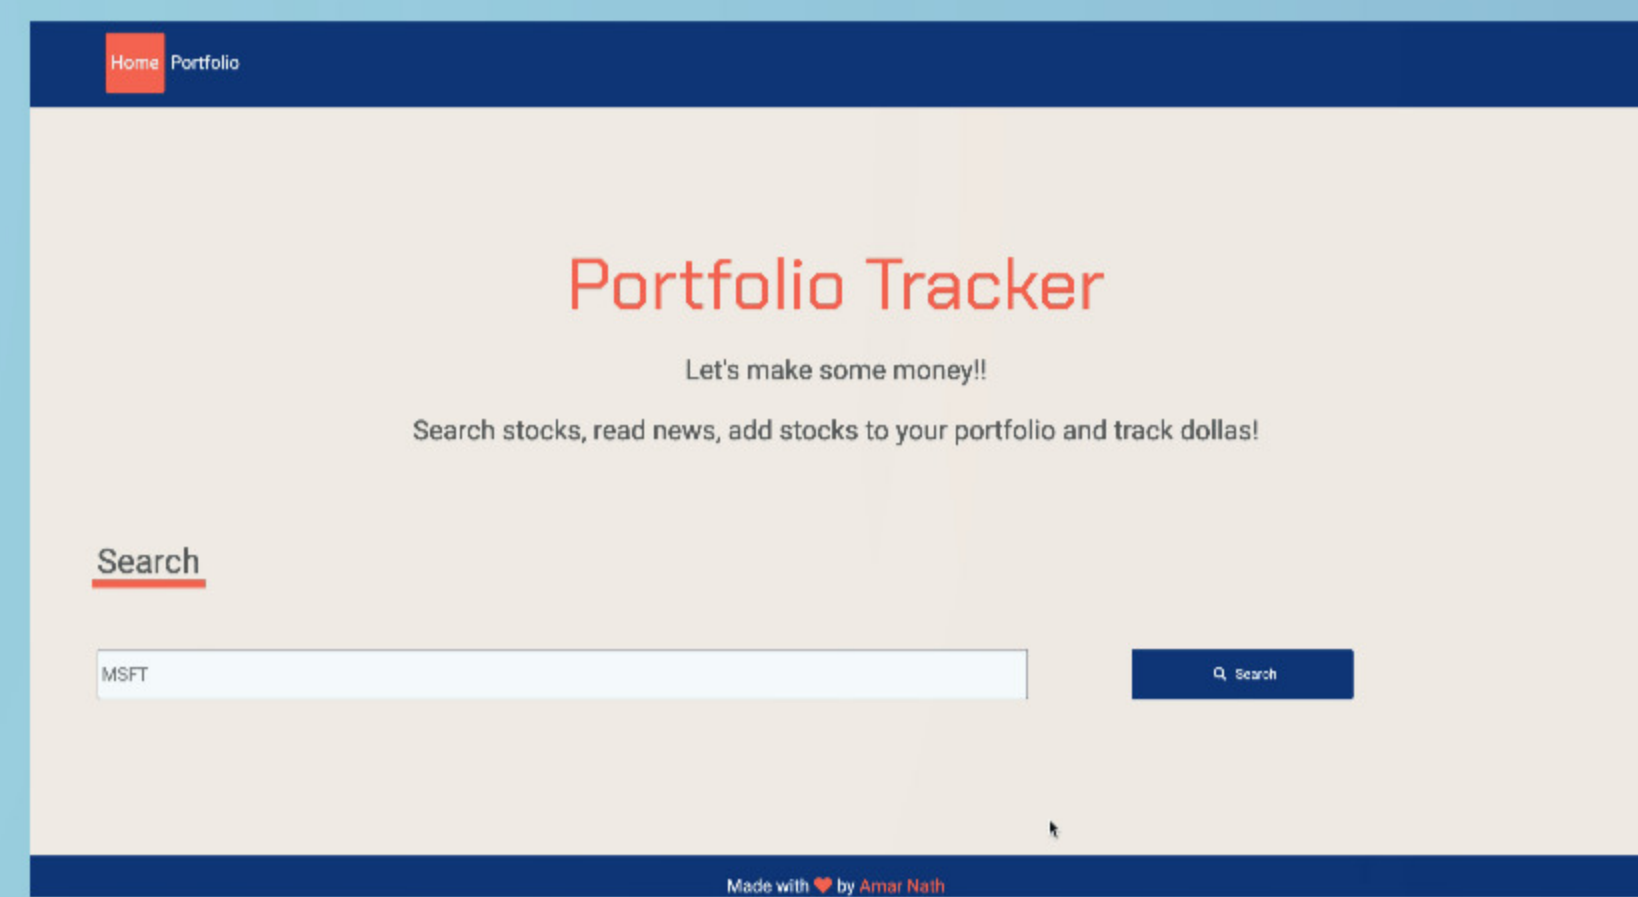 Home Portfolio
Portfolio Tracker
Let's make some money!!
Search stocks, read news, add stocks to your portfolio and track dollas!
Search
MSFT
Search
Made with ❤ by Amar Nath